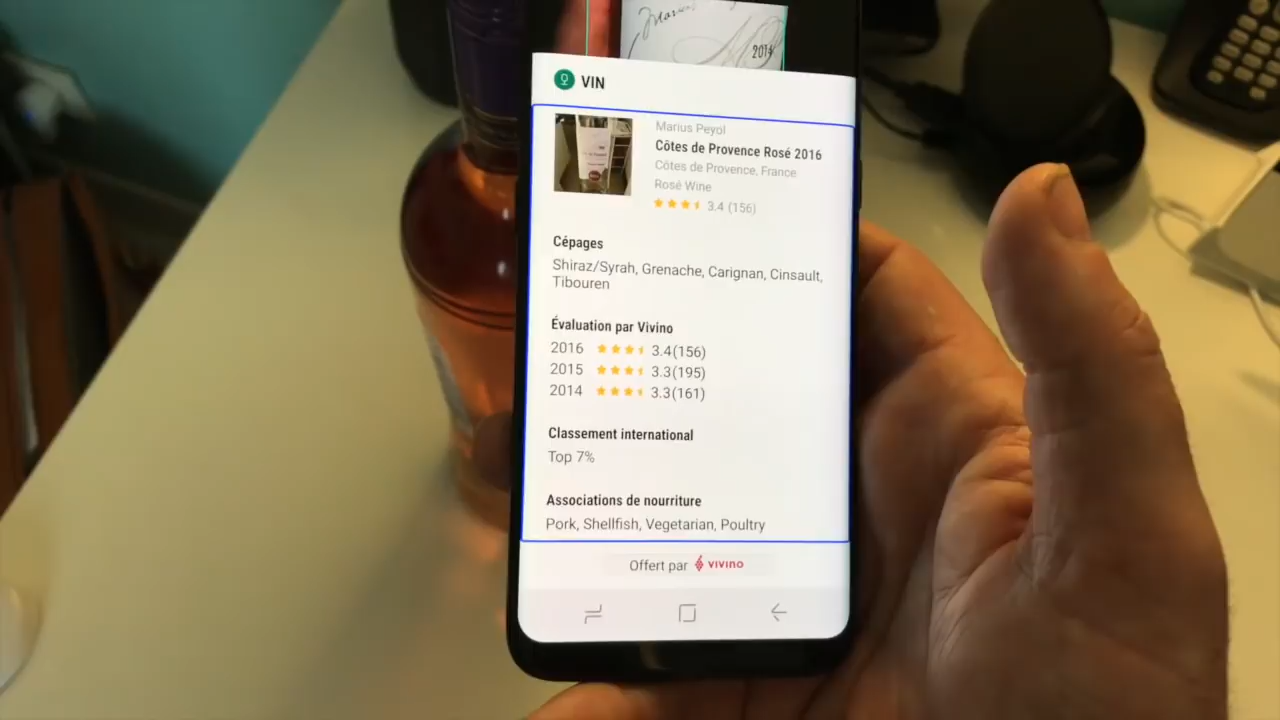 2014
VIN
Marius Peyol
Côtes de Provence Rosé 2016
Côtes de Provence, France
Rosé Wine
3.4 (156)
Cépages
Shiraz/Syrah, Grenache, Carignan, Cinsault,
Tibouren
Évaluation par Vivino
2016 3.4(156)
2015 3.3(195)
2014 3.3(161)
Classement international
Top 7%
Associations de nourriture
Pork, Shellfish, Vegetarian, Poultry
Offert par VIVINO